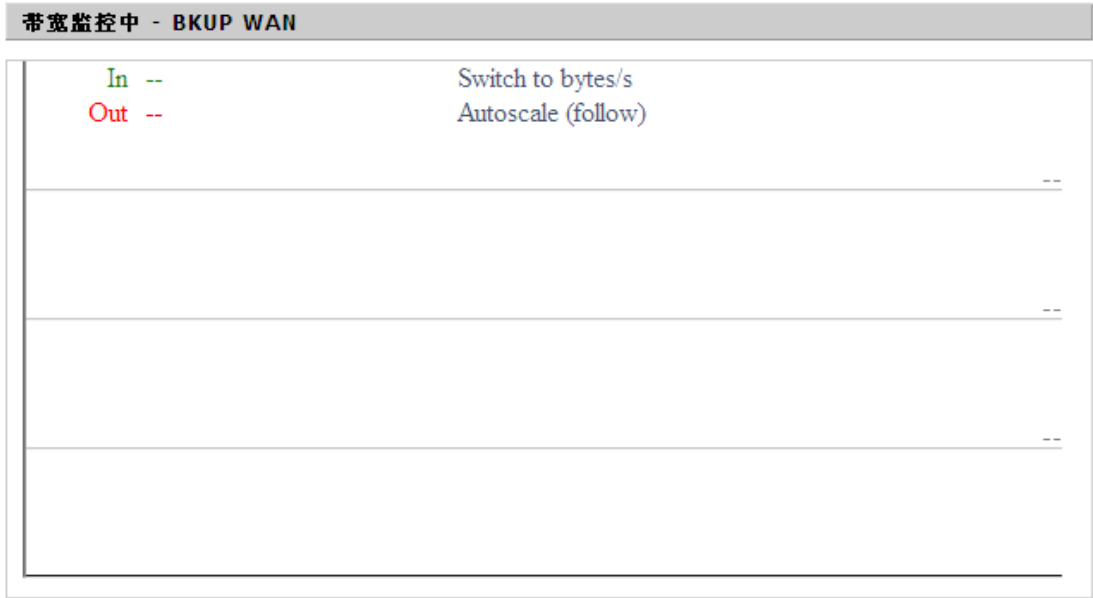 带宽监控中 - BKUP WAN
In -- Switch to bytes/s
Out -- Autoscale (follow)
--
--
--